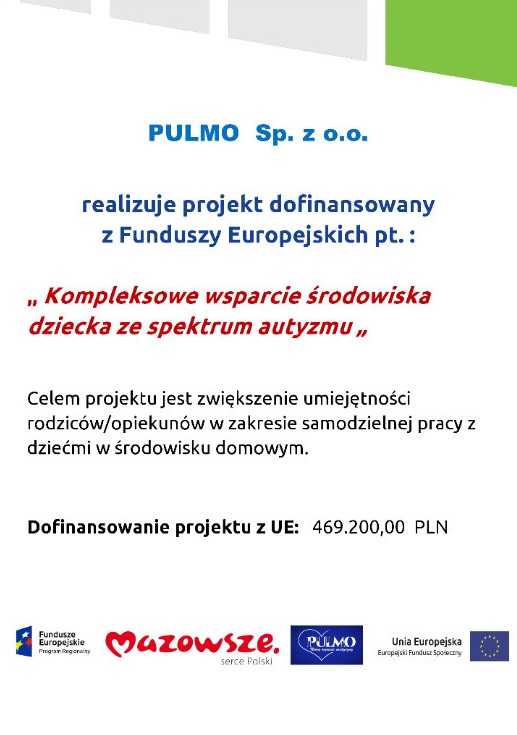 PULMO Sp. z o.o.
realizuje projekt dofinansowany
z Funduszy Europejskich pt. :
„ Kompleksowe wsparcie środowiska
dziecka ze spektrum autyzmu „
Celem projektu jest zwiększenie umiejętności
rodziców/opiekunów w zakresie samodzielnej pracy z
dziećmi w środowisku domowym.
Dofinansowanie projektu z UE: 469.200,00 PLN
Fundusze
Europejskie
Program Regionalny
Mazowsze.
serce Polski
PULMO
Unia Europejska
Europejski Fundusz Społeczny